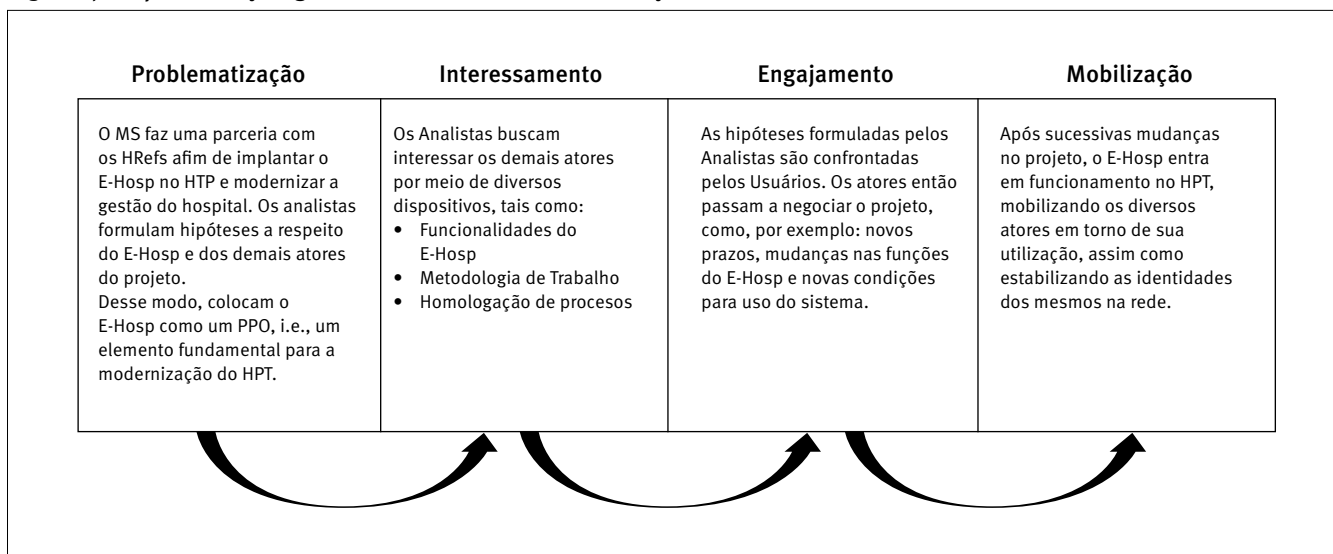 Problematização
O MS faz uma parceria com
os HRefs afim de implantar o
E-Hosp no HTP e modernizar a
gestão do hospital. Os analistas
formulam hipóteses a respeito
do E-Hosp e dos demais atores
do projeto.
Desse modo, colocam o
E-Hosp como um PPO, i.e., um
elemento fundamental para a
modernização do HPT.
Interessamento
Os Analistas buscam
interessar os demais atores
por meio de diversos
dispositivos, tais como:
• Funcionalidades do
E-Hosp
• Metodologia de Trabalho
• Homologação de processos
Engajamento
As hipóteses formuladas pelos
Analistas são confrontadas
pelos Usuários. Os atores então
passam a negociar o projeto,
como, por exemplo: novos
prazos, mudanças nas funções
do E-Hosp e novas condições
para uso do sistema.
Mobilização
Após sucessivas mudanças
no projeto, o E-Hosp entra
em funcionamento no HPT,
mobilizando os diversos
atores em torno de sua
utilização, assim como
estabilizando as identidades
dos mesmos na rede.